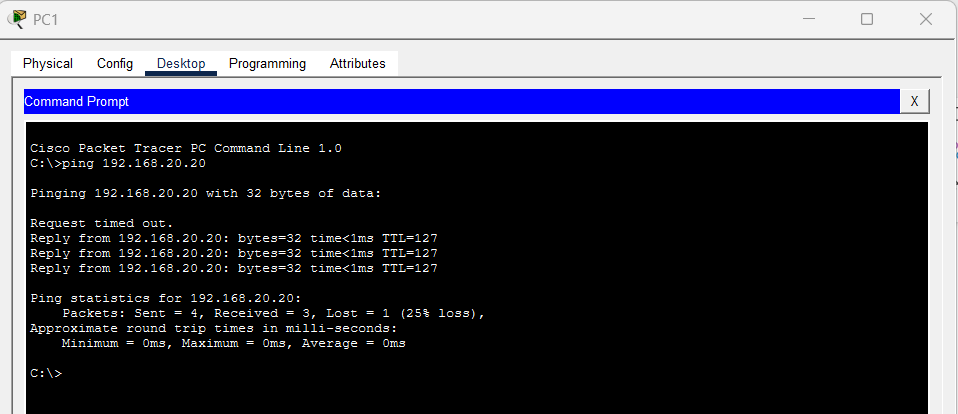 PC1
Physical Config Desktop Programming Attributes
Command Prompt
X
Cisco Packet Tracer PC Command Line 1.0
C:\>ping 192.168.20.20
Pinging 192.168.20.20 with 32 bytes of data:
Request timed out.
Reply from 192.168.20.20: bytes=32 time<1ms TTL=127
Reply from 192.168.20.20: bytes=32 time<1ms TTL=127
Reply from 192.168.20.20: bytes=32 time<1ms TTL=127
Ping statistics for 192.168.20.20:
Packets: Sent = 4, Received = 3, Lost = 1 (25% loss),
Approximate round trip times in milli-seconds:
Minimum = 0ms, Maximum = 0ms, Average = 0ms
C:\>